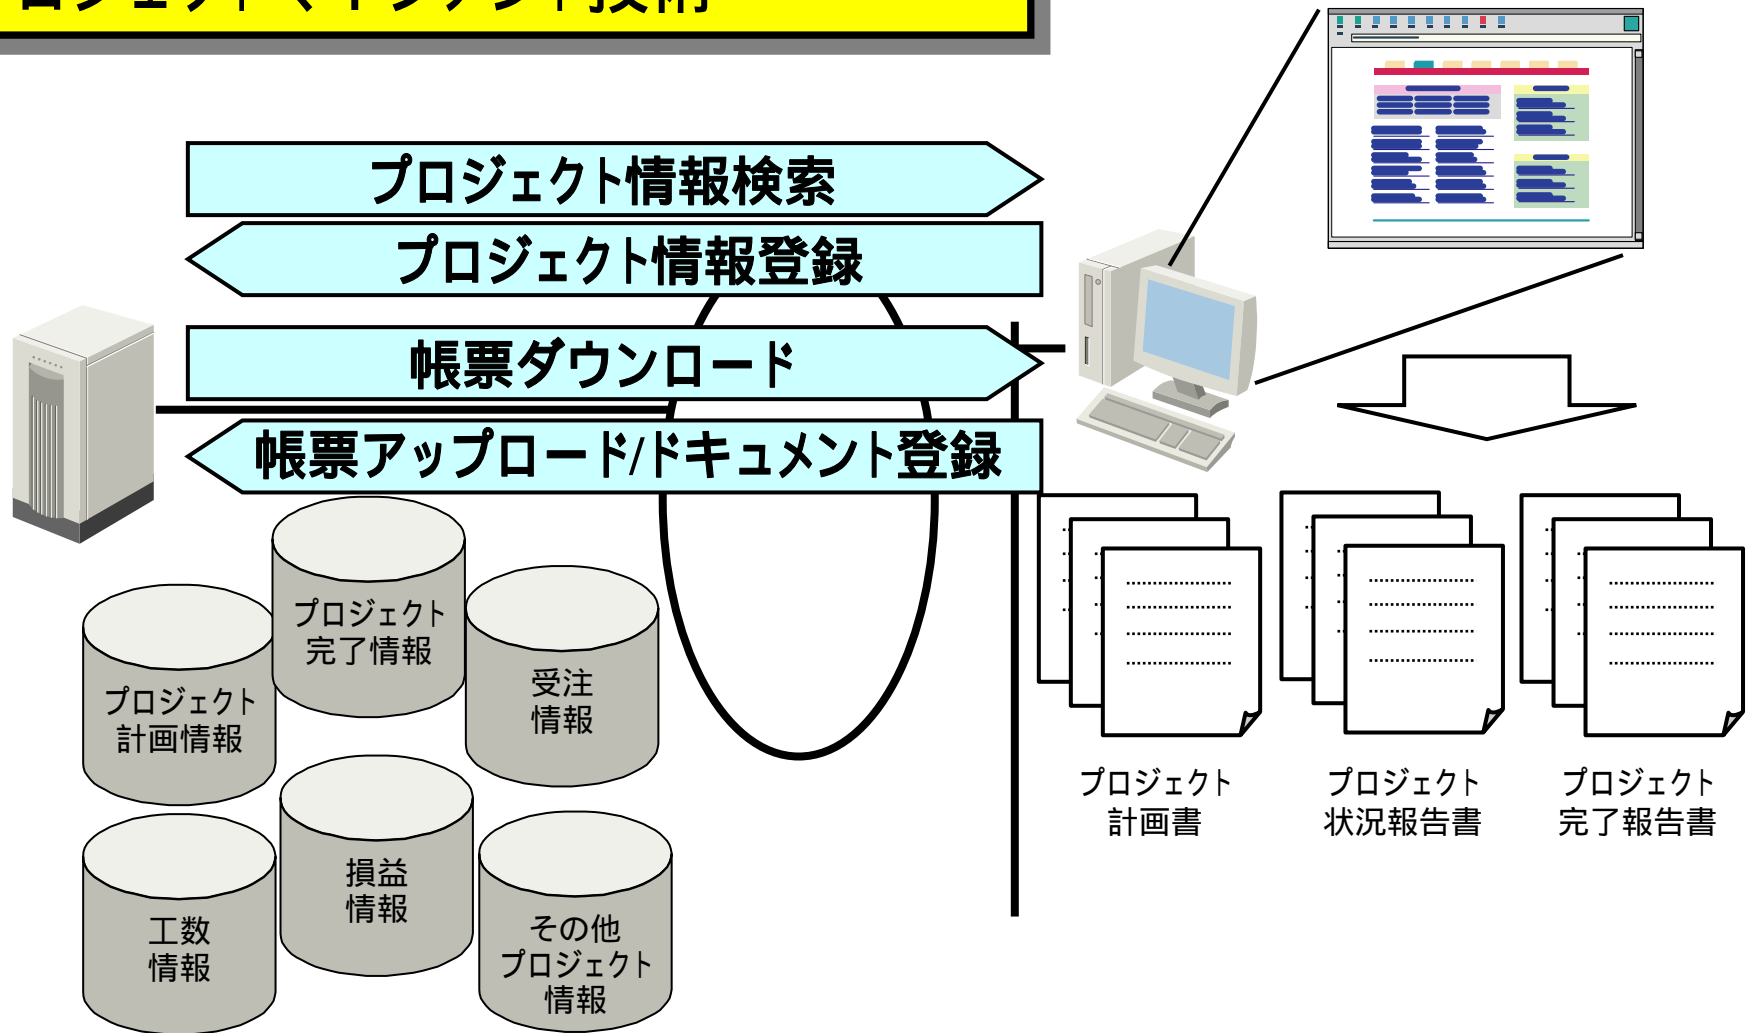 プロジェクト情報検索
プロジェクト情報登録
帳票ダウンロード
帳票アップロード/ドキュメント登録
プロジェクト
完了情報
プロジェクト
計画情報
受注
情報
損益
情報
工数
情報
その他
プロジェクト
情報
プロジェクト
計画書
プロジェクト
状況報告書
プロジェクト
完了報告書